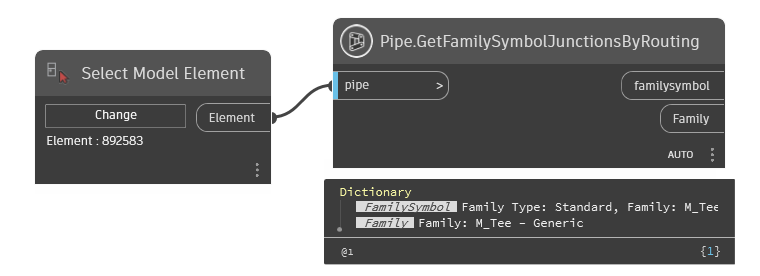 Pipe.GetFamilySymbolJunctionsByRouting
Select Model Element
pipe >
familysymbol
Change
Element
Family
Element : 892583
AUTO
Dictionary
FamilySymbol Family Type: Standard, Family: M_Tee
Family Family: M_Tee - Generic
@1 {1}